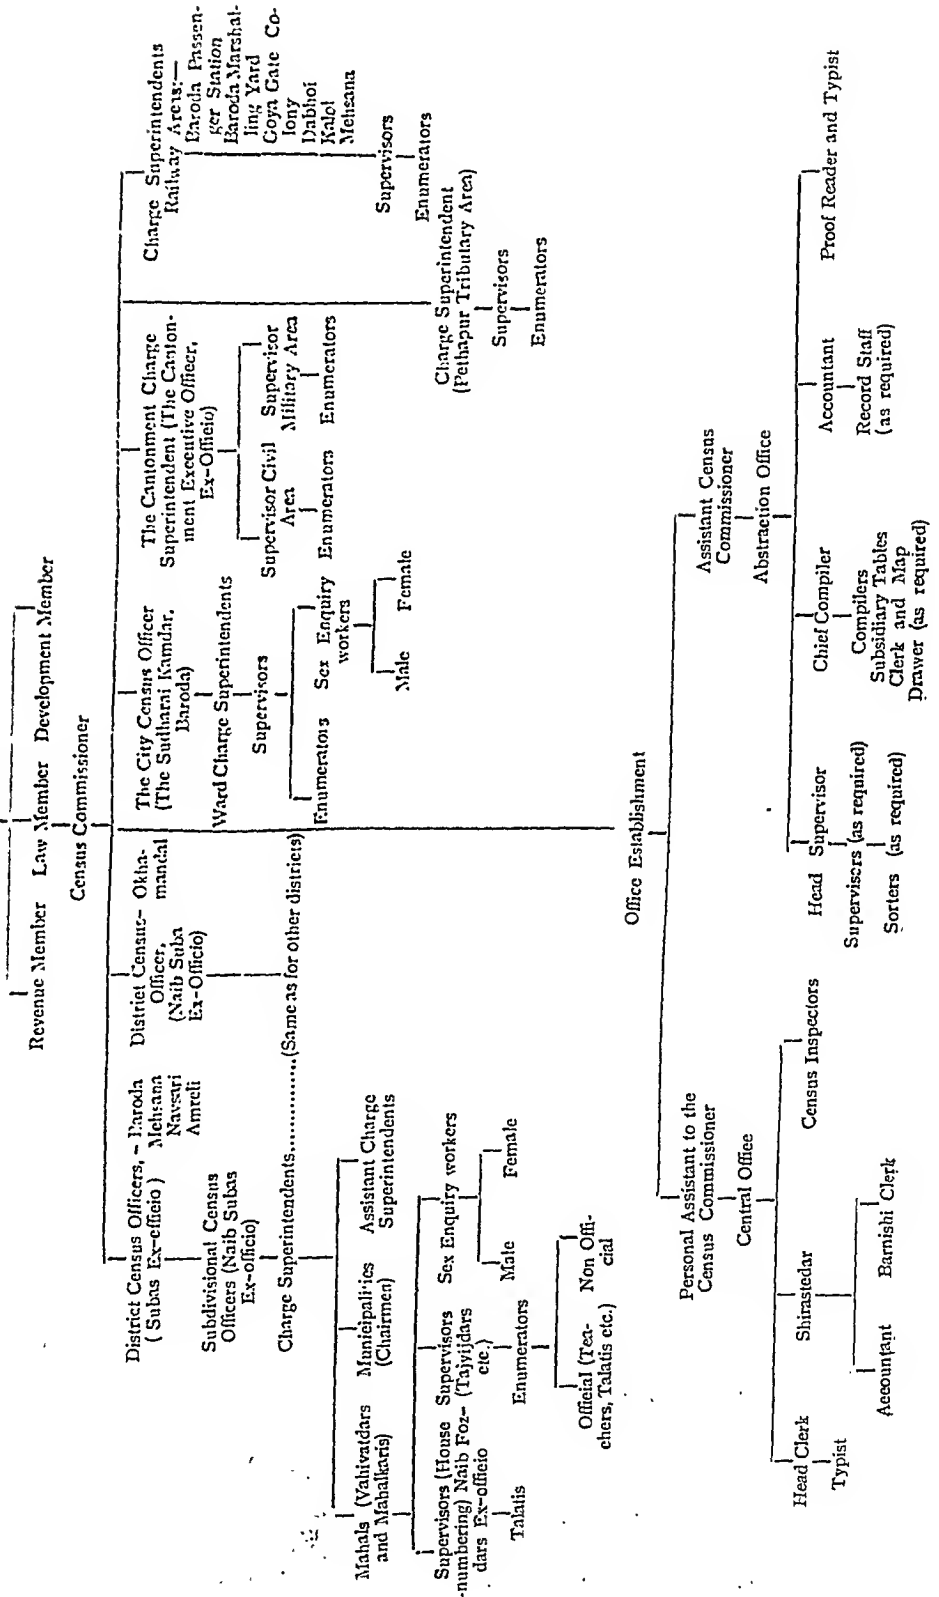 Revenue Member Law Member Development Member
Census Commissioner
District Census Officers, – Baroda
( Subas Ex-officio ) Mehsana
Navsari
Amreli
District Census– Okha-
Officer, mandal
(Naib Suba
Ex-Officio)
The City Census Officer
(The Sudharai Kamdar,
Baroda)
The Cantonment Charge
Superintendent (The Canton-
ment Executive Officer,
Ex-Officio)
Charge Superintendents
Railway Areas:—
Baroda Passen-
ger Station
Baroda Marshal-
ling Yard
Goya Gate Co-
lony
Dabhoi
Kalol
Mehsana
Subdivisional Census
Officers (Naib Subas
Ex-officio)
Ward Charge Superintendents
Supervisor Civil
Area
Supervisor
Military Area
Supervisors
Charge Superintendents..............(Same as for other districts)
Supervisors
Enumerators
Enumerators
Enumerators
Enumerators
Sex Enquiry
workers
Male Female
Charge Superintendent
(Pethapur Tributary Area)
Supervisors
Enumerators
Mahals (Vahivatdars
and Mahalkaris)
Municipalities
(Chairmen)
Assistant Charge
Superintendents
Supervisors (House
-numbering) Naib Foz-
dars Ex-officio
Supervisors
(Tajvijdars
etc.)
Sex Enquiry workers
Talatis
Enumerators
Male Female
Official (Tea-
chers, Talatis etc.)
Non Offi-
cial
Office Establishment
Personal Assistant to the
Census Commissioner
Assistant Census
Commissioner
Central Office
Abstraction Office
Head Clerk
Shirastedar
Census Inspectors
Typist
Accountant
Barnishi Clerk
Head Supervisor
Chief Compiler
Accountant
Proof Reader and Typist
Supervisors (as required)
Sorters (as required)
Compilers
Subsidiary Tables
Clerk and Map
Drawer (as required)
Record Staff
(as required)